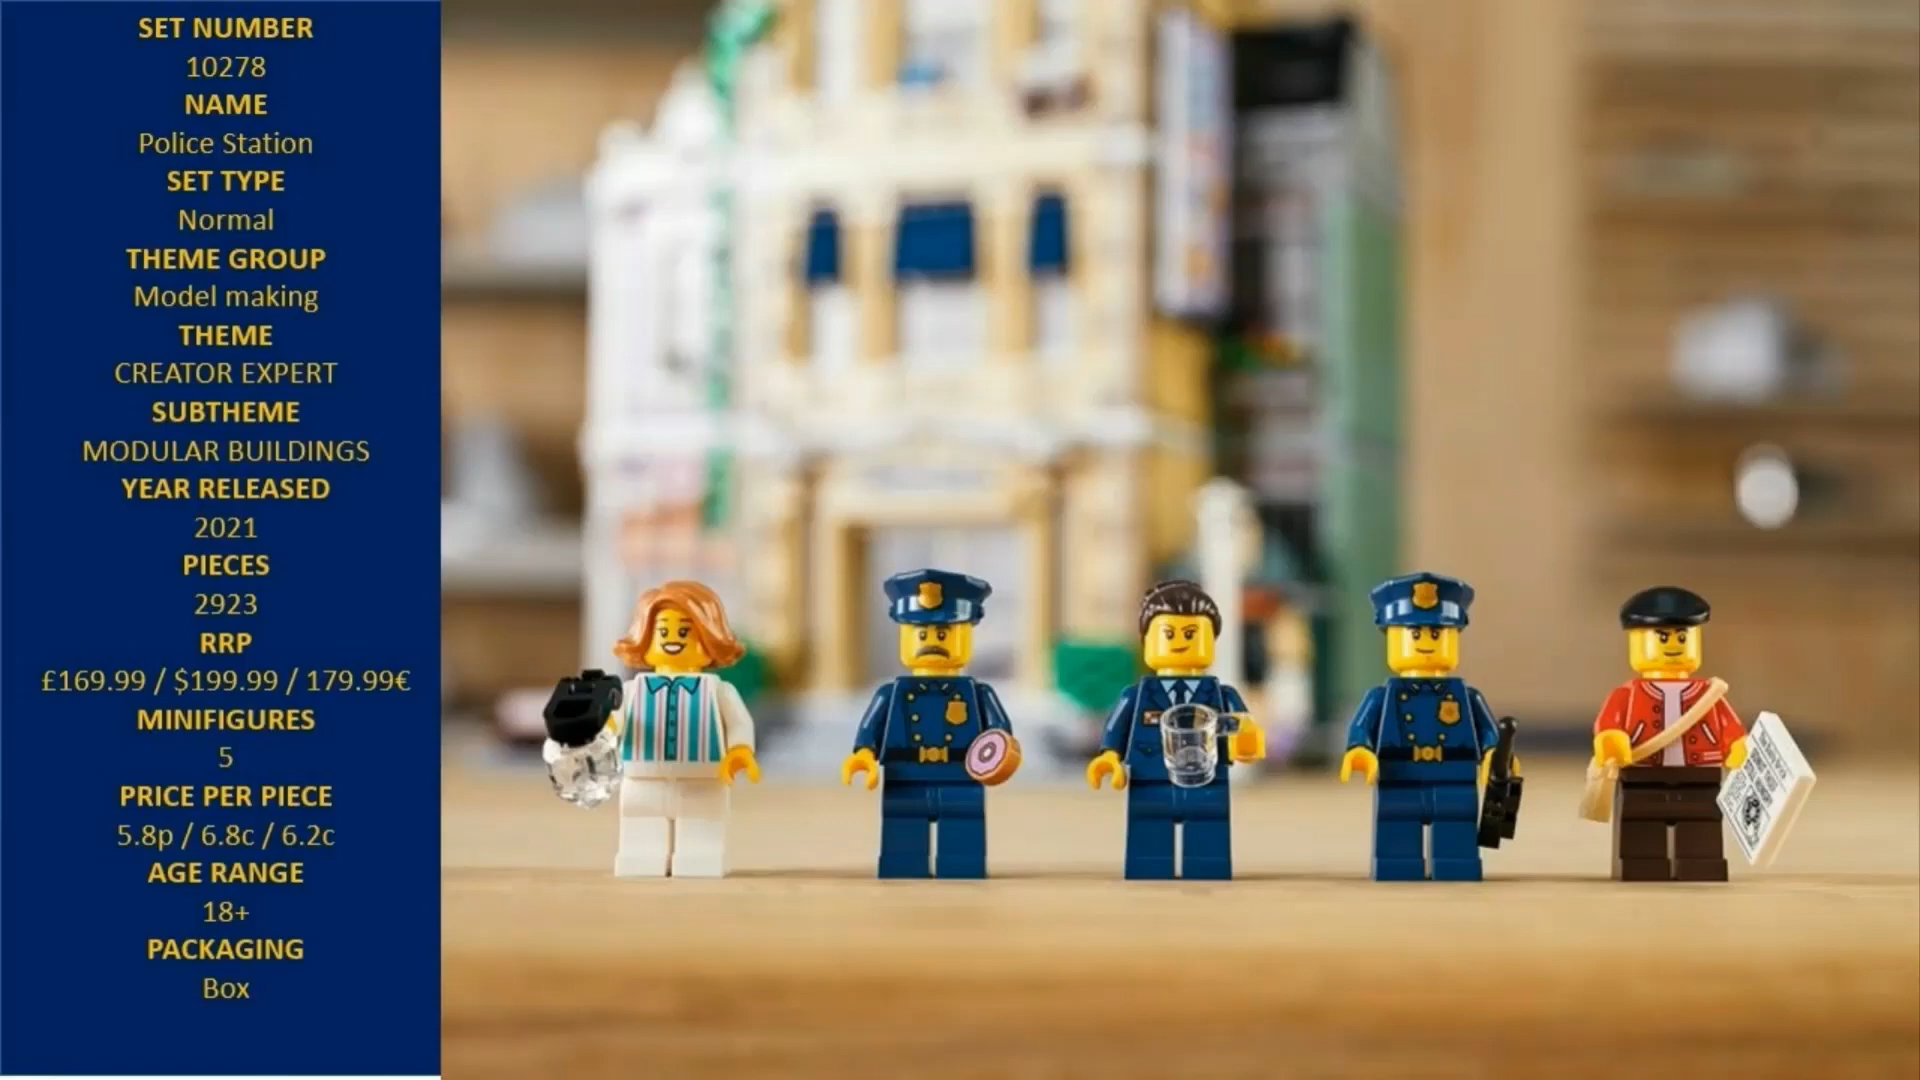 SET NUMBER
10278
NAME
Police Station
SET TYPE
Normal
THEME GROUP
Model making
THEME
CREATOR EXPERT
SUBTHEME
MODULAR BUILDINGS
YEAR RELEASED
2021
PIECES
2923
RRP
£169.99 / $199.99 / 179.99€
MINIFIGURES
5
PRICE PER PIECE
5.8p / 6.8c / 6.2c
AGE RANGE
18+
PACKAGING
Box